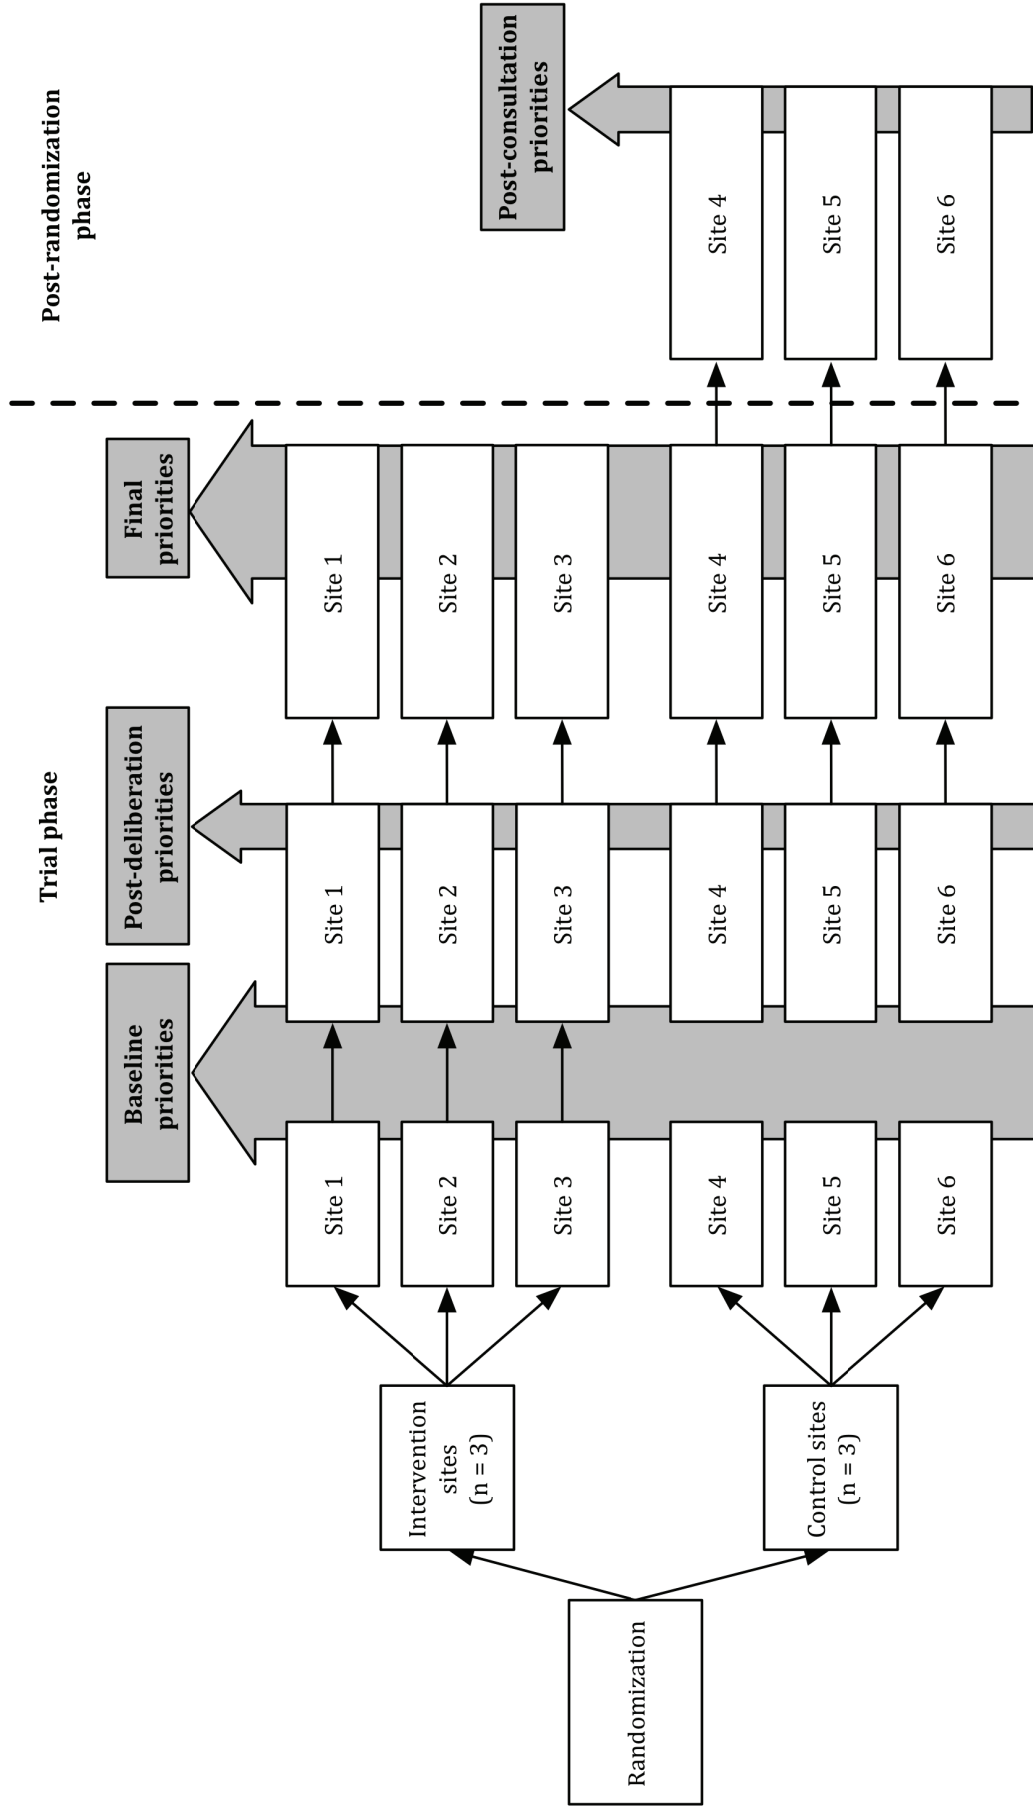 Trial phase
Post-randomization
phase
Baseline
priorities
Post-deliberation
priorities
Final
priorities
Post-consultation
priorities
Randomization
Intervention
sites
(n = 3)
Control sites
(n = 3)
Site 1
Site 2
Site 3
Site 4
Site 5
Site 6
Site 1
Site 2
Site 3
Site 4
Site 5
Site 6
Site 1
Site 2
Site 3
Site 4
Site 5
Site 6
Site 4
Site 5
Site 6